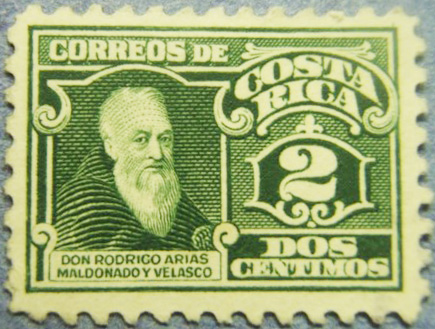 CORREOS DE
COSTA
RICA
2
DOS
CENTIMOS
DON RODRIGO ARIAS
MALDONADO Y VELASCO